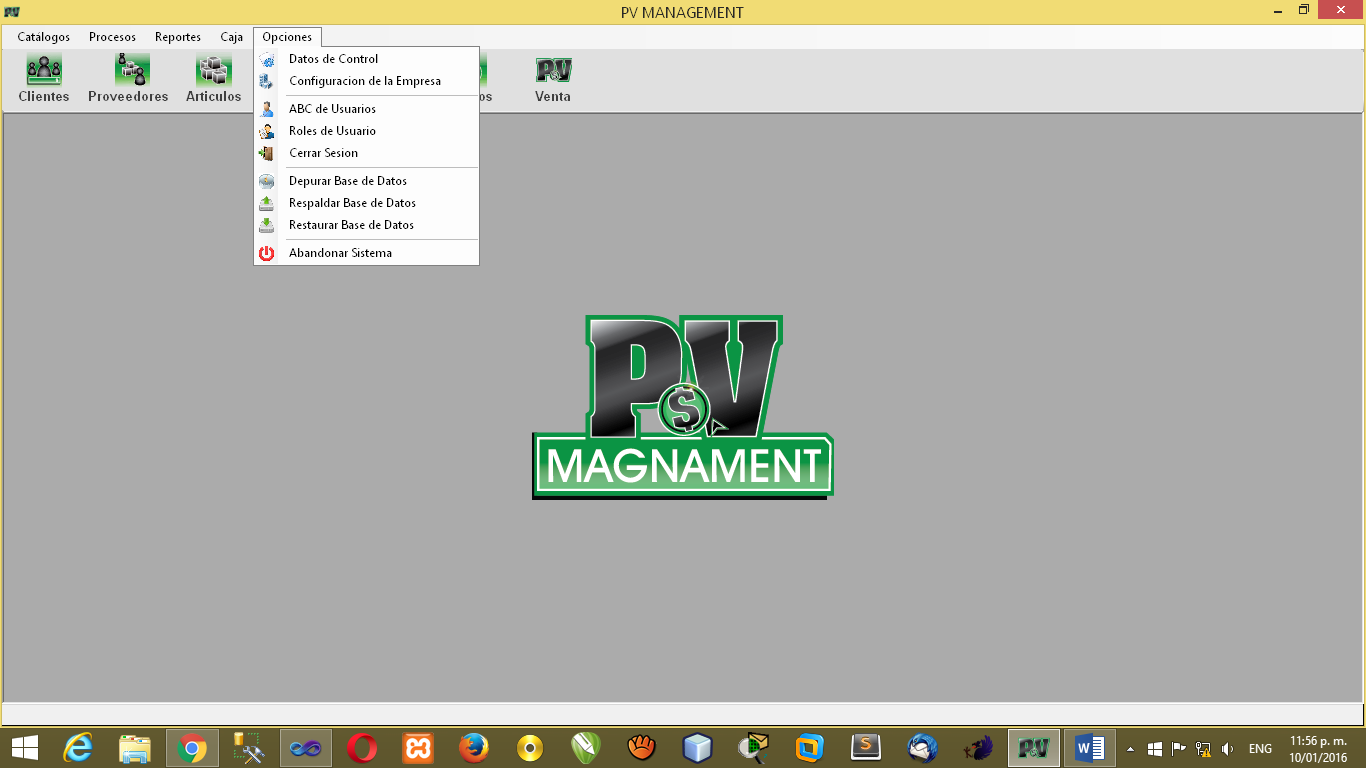 PV
PV MANAGEMENT
Catálogos Procesos Reportes Caja Opciones
Clientes Proveedores Articulos os Venta
Datos de Control
Configuracion de la Empresa
ABC de Usuarios
Roles de Usuario
Cerrar Sesion
Depurar Base de Datos
Respaldar Base de Datos
Restaurar Base de Datos
Abandonar Sistema
P$V
MAGNAMENT
ENG
11:56 p. m.
10/01/2016